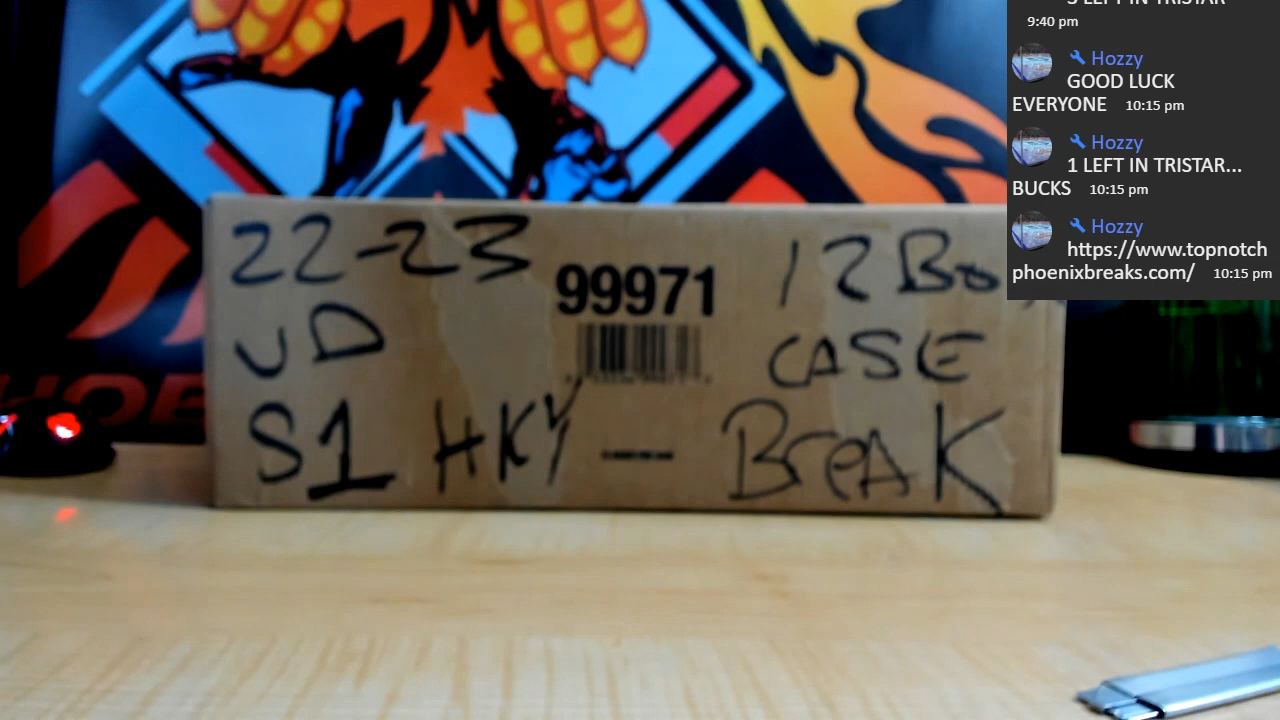 22-23
UD
S1 HKY
99971
12 Box
CASE
BreAK
9:40 pm
Hozzy
GOOD LUCK
EVERYONE 10:15 pm
Hozzy
1 LEFT IN TRISTAR...
BUCKS 10:15 pm
Hozzy
https://www.topnotch
phoenixbreaks.com/ 10:15 pm